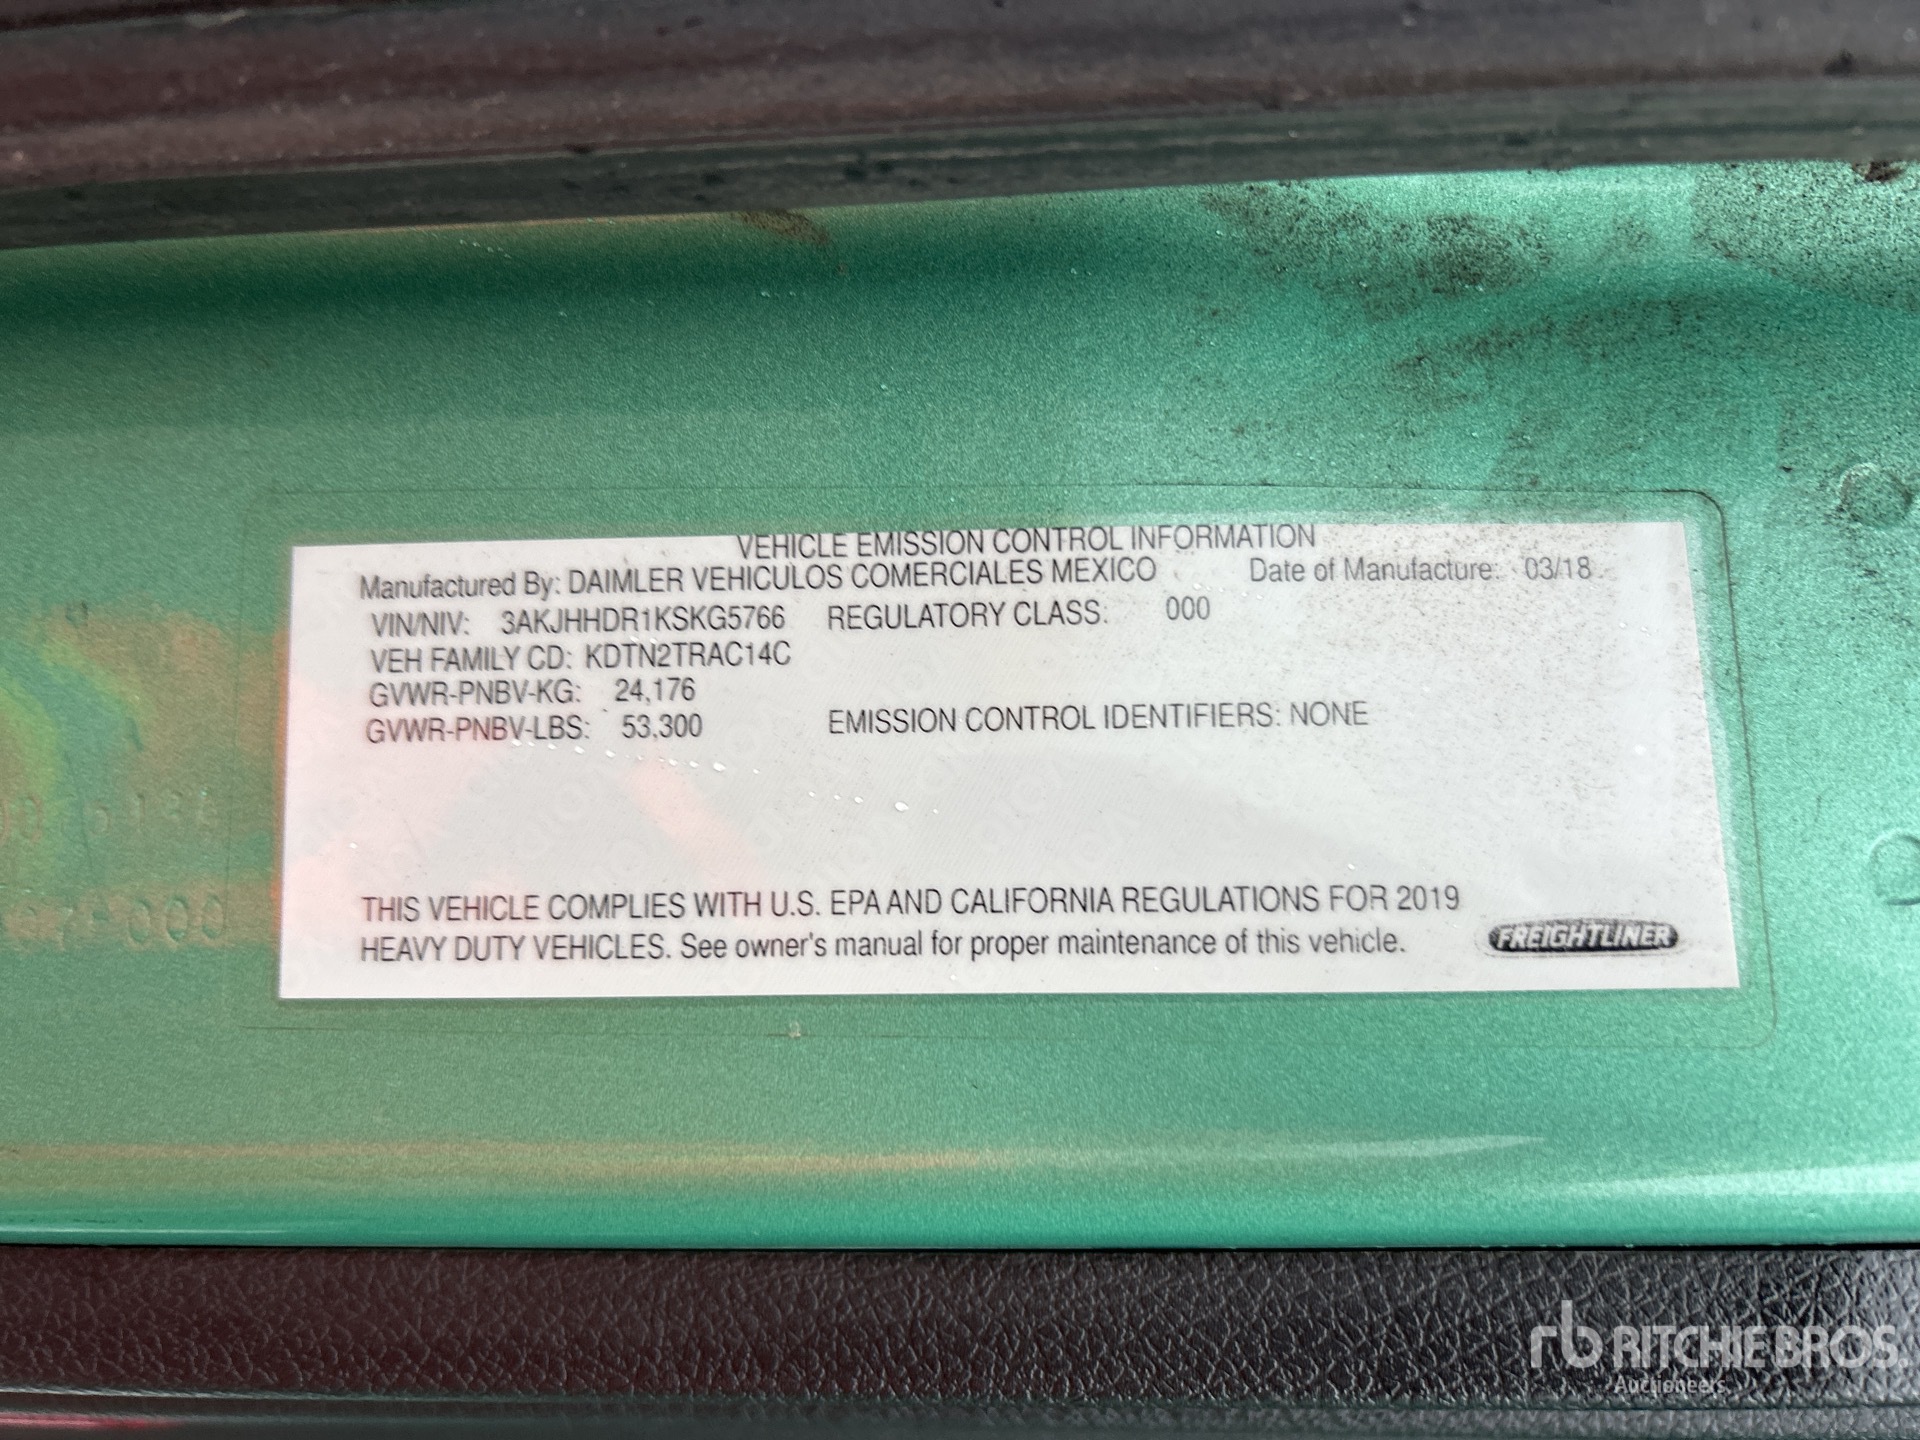 VEHICLE EMISSION CONTROL INFORMATION
Manufactured By: DAIMLER VEHICULOS COMERCIALES MEXICO Date of Manufacture: 03/18
VIN/NIV: 3AKJHHDR1KSKG5766 REGULATORY CLASS: 000
VEH FAMILY CD: KDTN2TRAC14C
GVWR-PNBV-KG: 24,176
GVWR-PNBV-LBS: 53,300 EMISSION CONTROL IDENTIFIERS: NONE
THIS VEHICLE COMPLIES WITH U.S. EPA AND CALIFORNIA REGULATIONS FOR 2019
HEAVY DUTY VEHICLES. See owner's manual for proper maintenance of this vehicle.
FREIGHTLINER
rb RITCHIE BROS.
Auctioneers